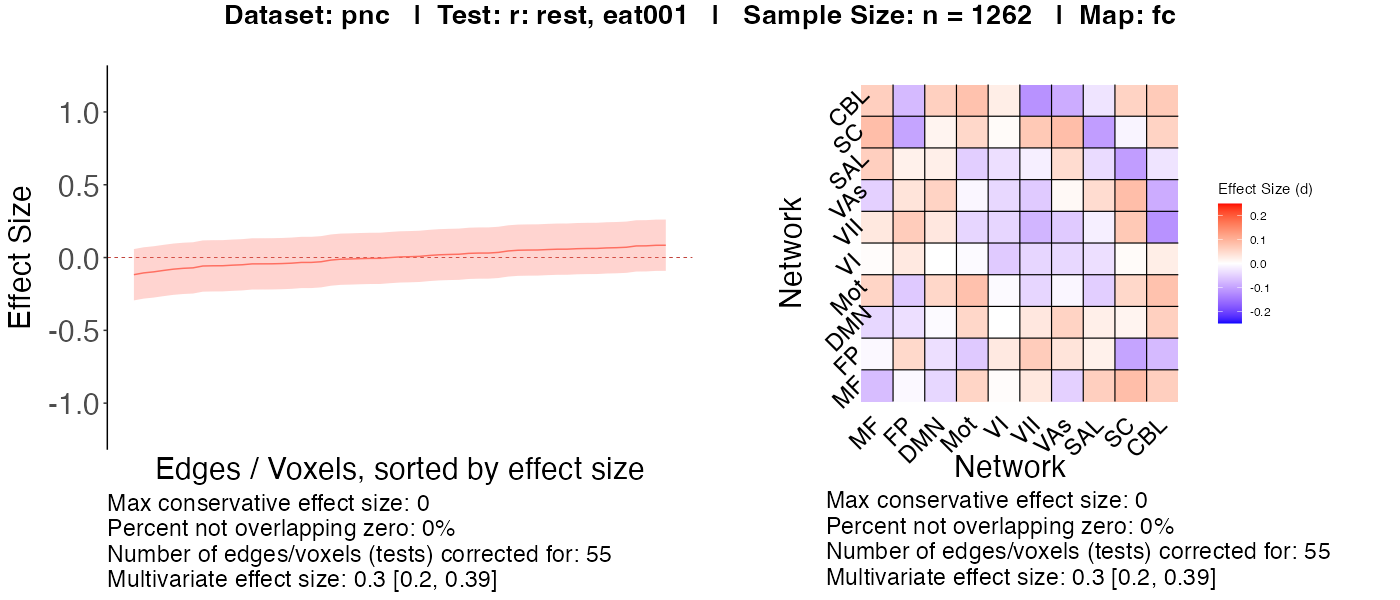 Dataset: pnc | Test: r: rest, eat001 | Sample Size: n = 1262 | Map: fc
Effect Size
1.0
0.5
0.0
-0.5
-1.0
Edges / Voxels, sorted by effect size
Max conservative effect size: 0
Percent not overlapping zero: 0%
Number of edges/voxels (tests) corrected for: 55
Multivariate effect size: 0.3 [0.2, 0.39]
Network
CBL
SC
SAL
VAs
VII
VI
Mot
DMN
FP
MF
MF FP DMN Mot VI VII VAs SAL SC CBL
Network
Effect Size (d)
0.2
0.1
0.0
-0.1
-0.2
Max conservative effect size: 0
Percent not overlapping zero: 0%
Number of edges/voxels (tests) corrected for: 55
Multivariate effect size: 0.3 [0.2, 0.39]